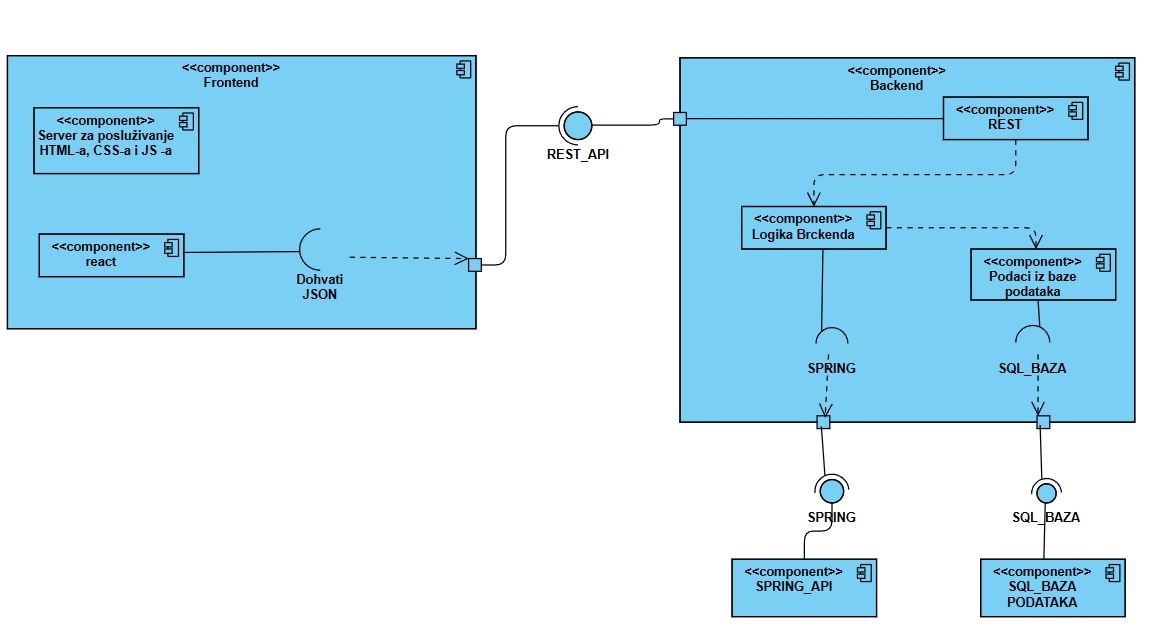 <<component>>
Frontend
<<component>>
Server za posluživanje
HTML-a, CSS-a i JS -a
<<component>>
react
Dohvati
JSON
REST_API
<<component>>
Backend
<<component>>
REST
<<component>>
Logika Brckenda
<<component>>
Podaci iz baze
podataka
SPRING
SQL_BAZA
SPRING
SQL_BAZA
<<component>>
SPRING_API
<<component>>
SQL_BAZA
PODATAKA